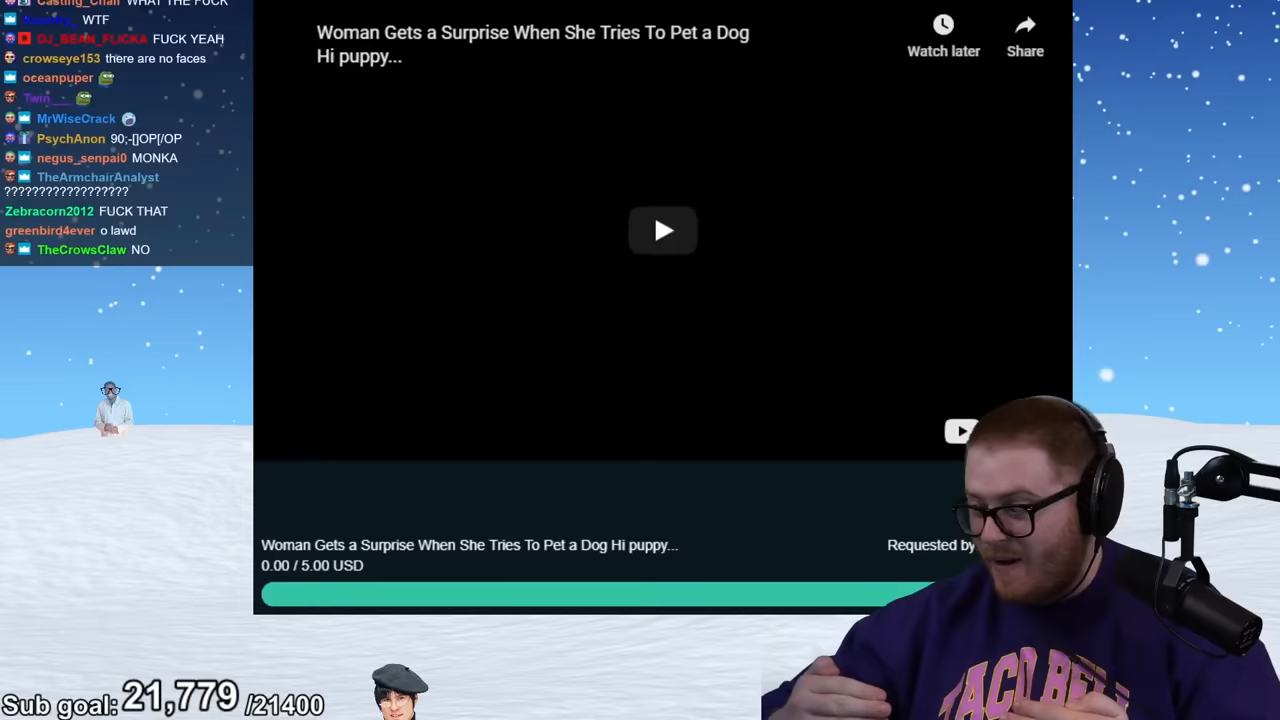 Casting_Chair WHAT THE FUCK
WTF
DJ_BEAN_FLICKA FUCK YEAH
crowseye153 there are no faces
oceanpuper
Twin___
MrWiseCrack
PsychAnon 90;-[]OP[/OP
negus_senpai0 MONKA
TheArmchairAnalyst
??????????????????
Zebracorn2012 FUCK THAT
greenbird4ever o lawd
TheCrowsClaw NO
Woman Gets a Surprise When She Tries To Pet a Dog
Hi puppy...
Watch later
Share
Woman Gets a Surprise When She Tries To Pet a Dog Hi puppy...
Requested by
0.00 / 5.00 USD
TACO BELL
Sub goal: 21,779 /21400